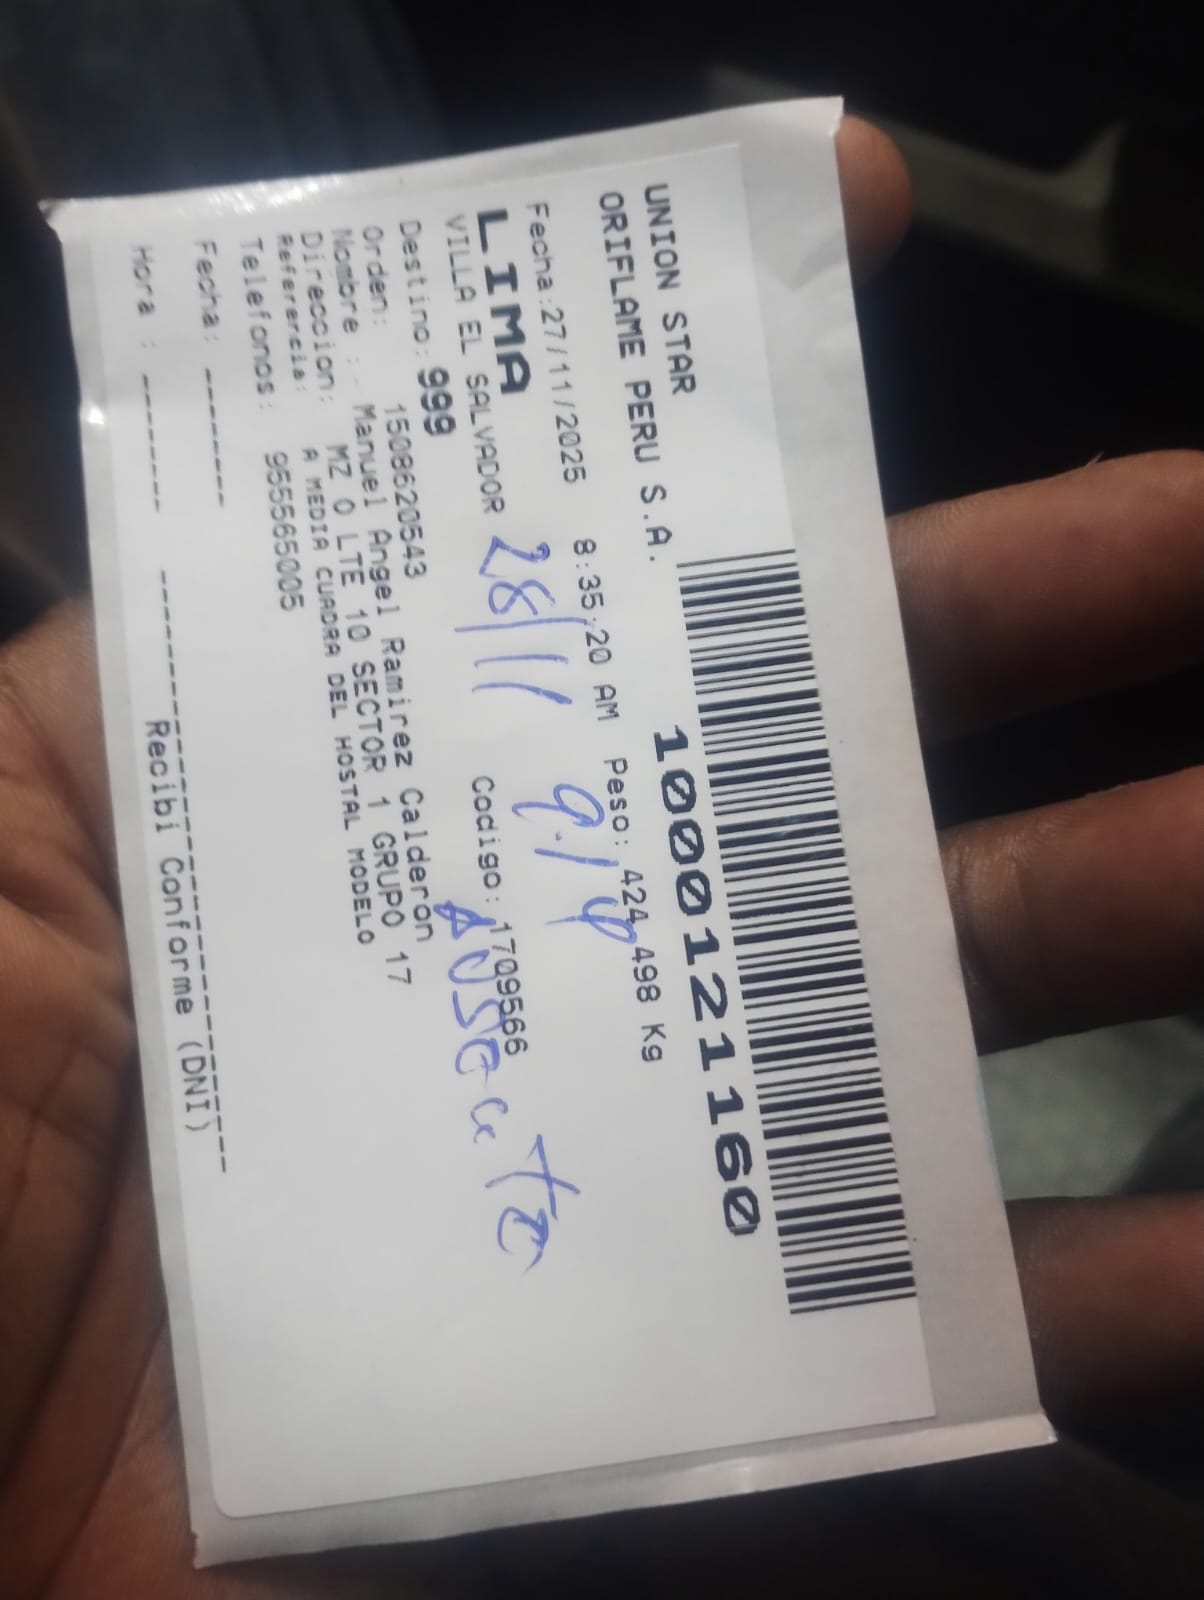 UNION STAR
ORIFLAME PERU S.A.
1000121160
Fecha:27/11/2025 8:35:20 AM Peso: 424.498 Kg
LIMA
VILLA EL SALVADOR
28/11 9.14
Ausente
Destino: 999 Codigo: 1709566
Orden: 1508620543
Nombre : Manuel Angel Ramirez Calderon
Direccion: MZ O LTE 10 SECTOR 1 GRUPO 17
Referencia: A MEDIA CUADRA DEL HOSTAL MODELO
Telefonos: 955565005
Fecha: --------
Hora : --------
Recibi Conforme (DNI)